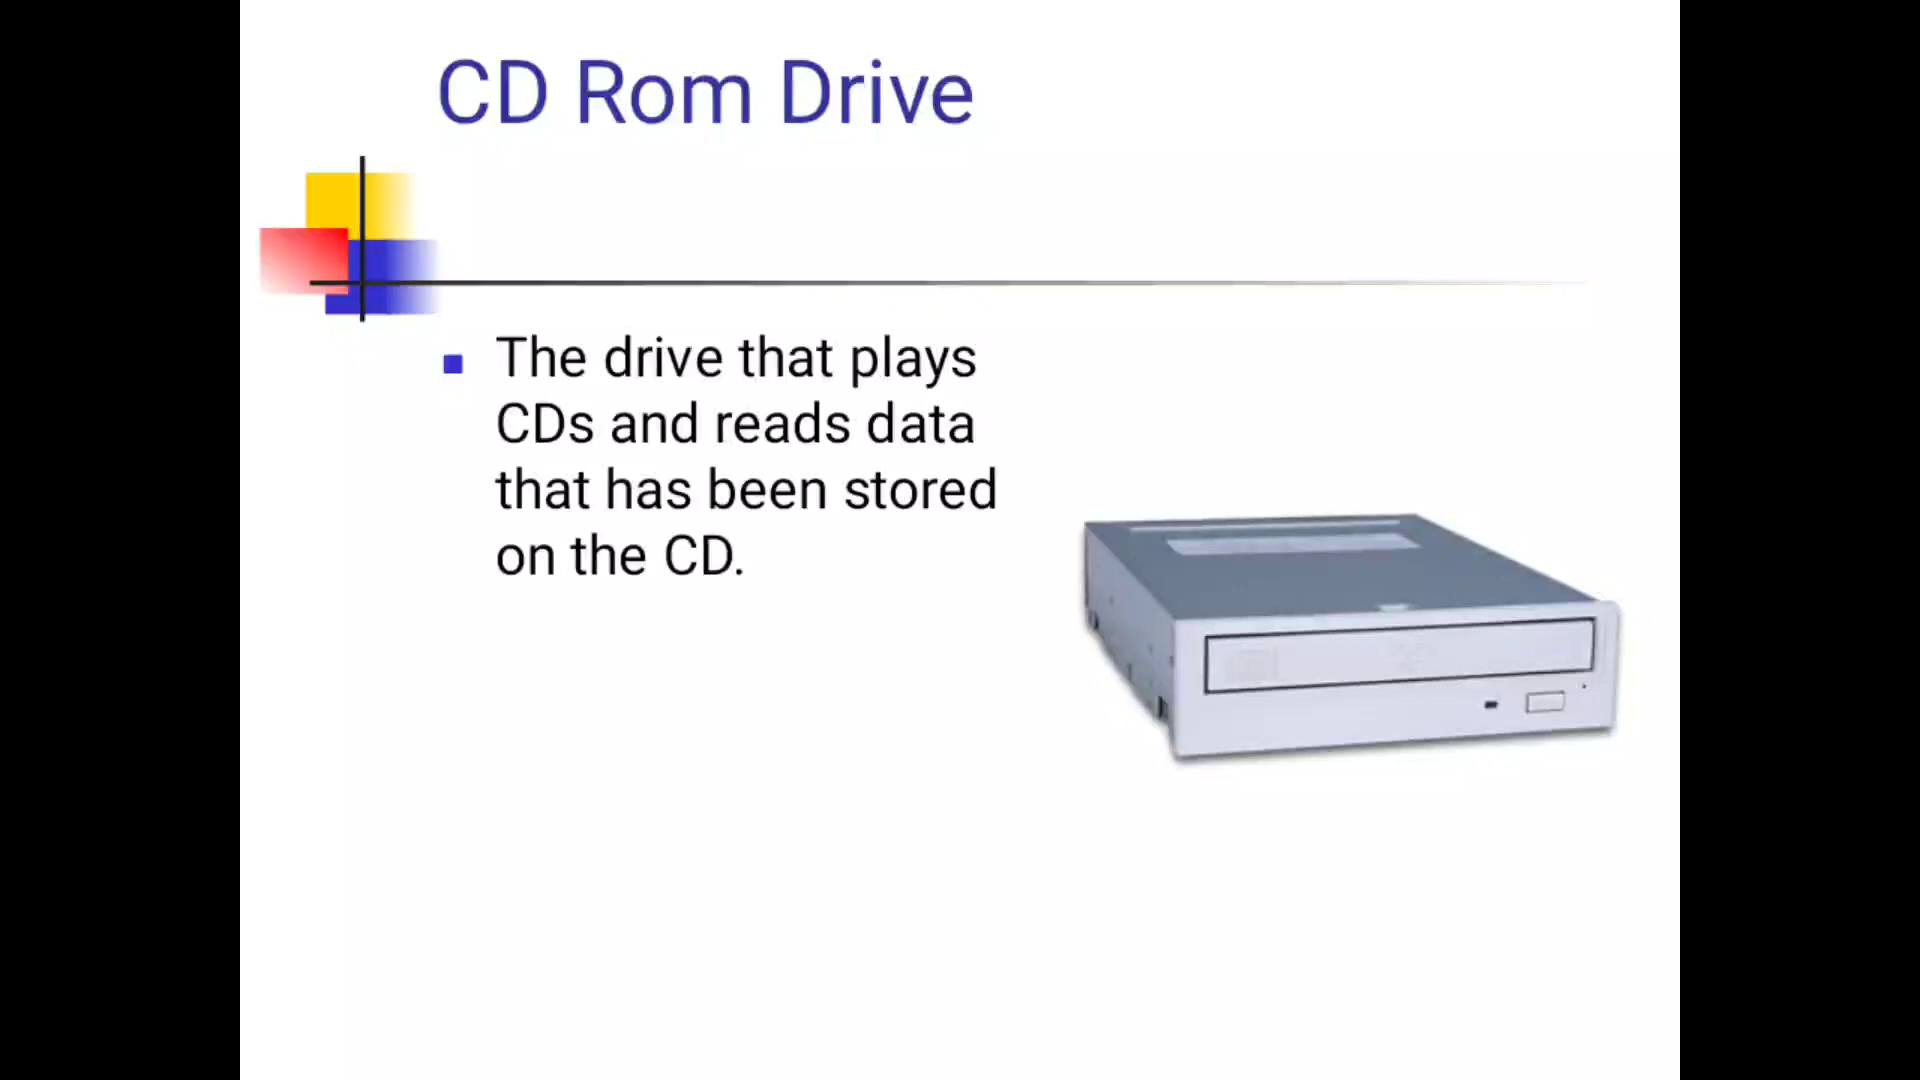 CD Rom Drive
The drive that plays
CDs and reads data
that has been stored
on the CD.